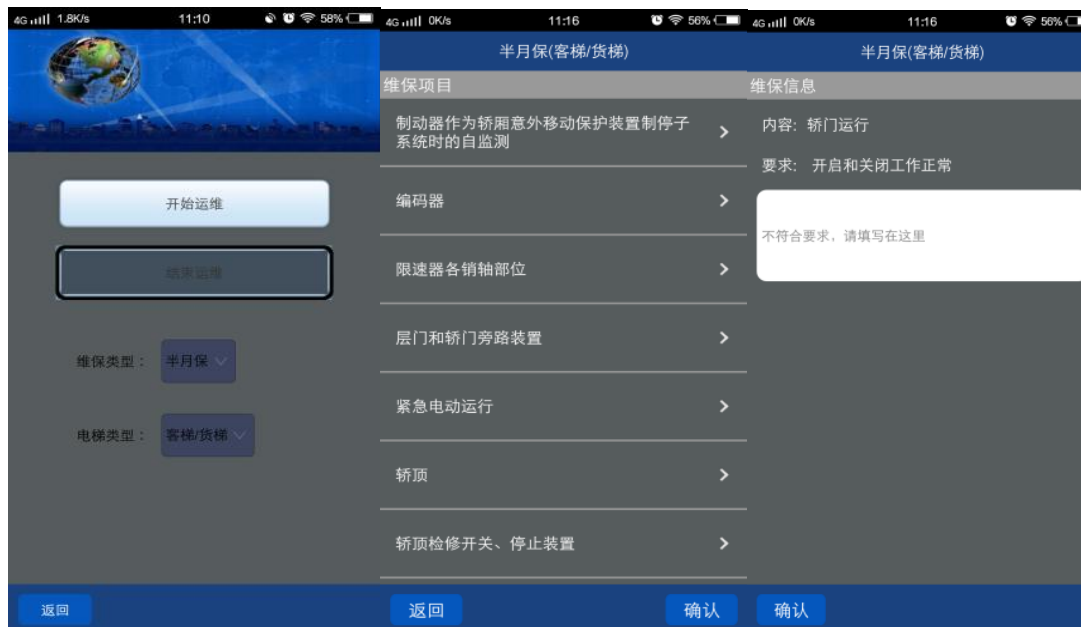 4G 1.8K/s 11:10 58%
开始运维
结束运维
维保类型：
半月保
电梯类型：
客梯/货梯
返回
4G 0K/s 11:16 56%
半月保(客梯/货梯)
维保项目
制动器作为轿厢意外移动保护装置制停子
系统时的自监测
编码器
限速器各销轴部位
层门和轿门旁路装置
紧急电动运行
轿顶
轿顶检修开关、停止装置
返回
确认
4G 0K/s 11:16 56%
半月保(客梯/货梯)
维保信息
内容: 轿门运行
要求: 开启和关闭工作正常
不符合要求，请填写在这里
确认